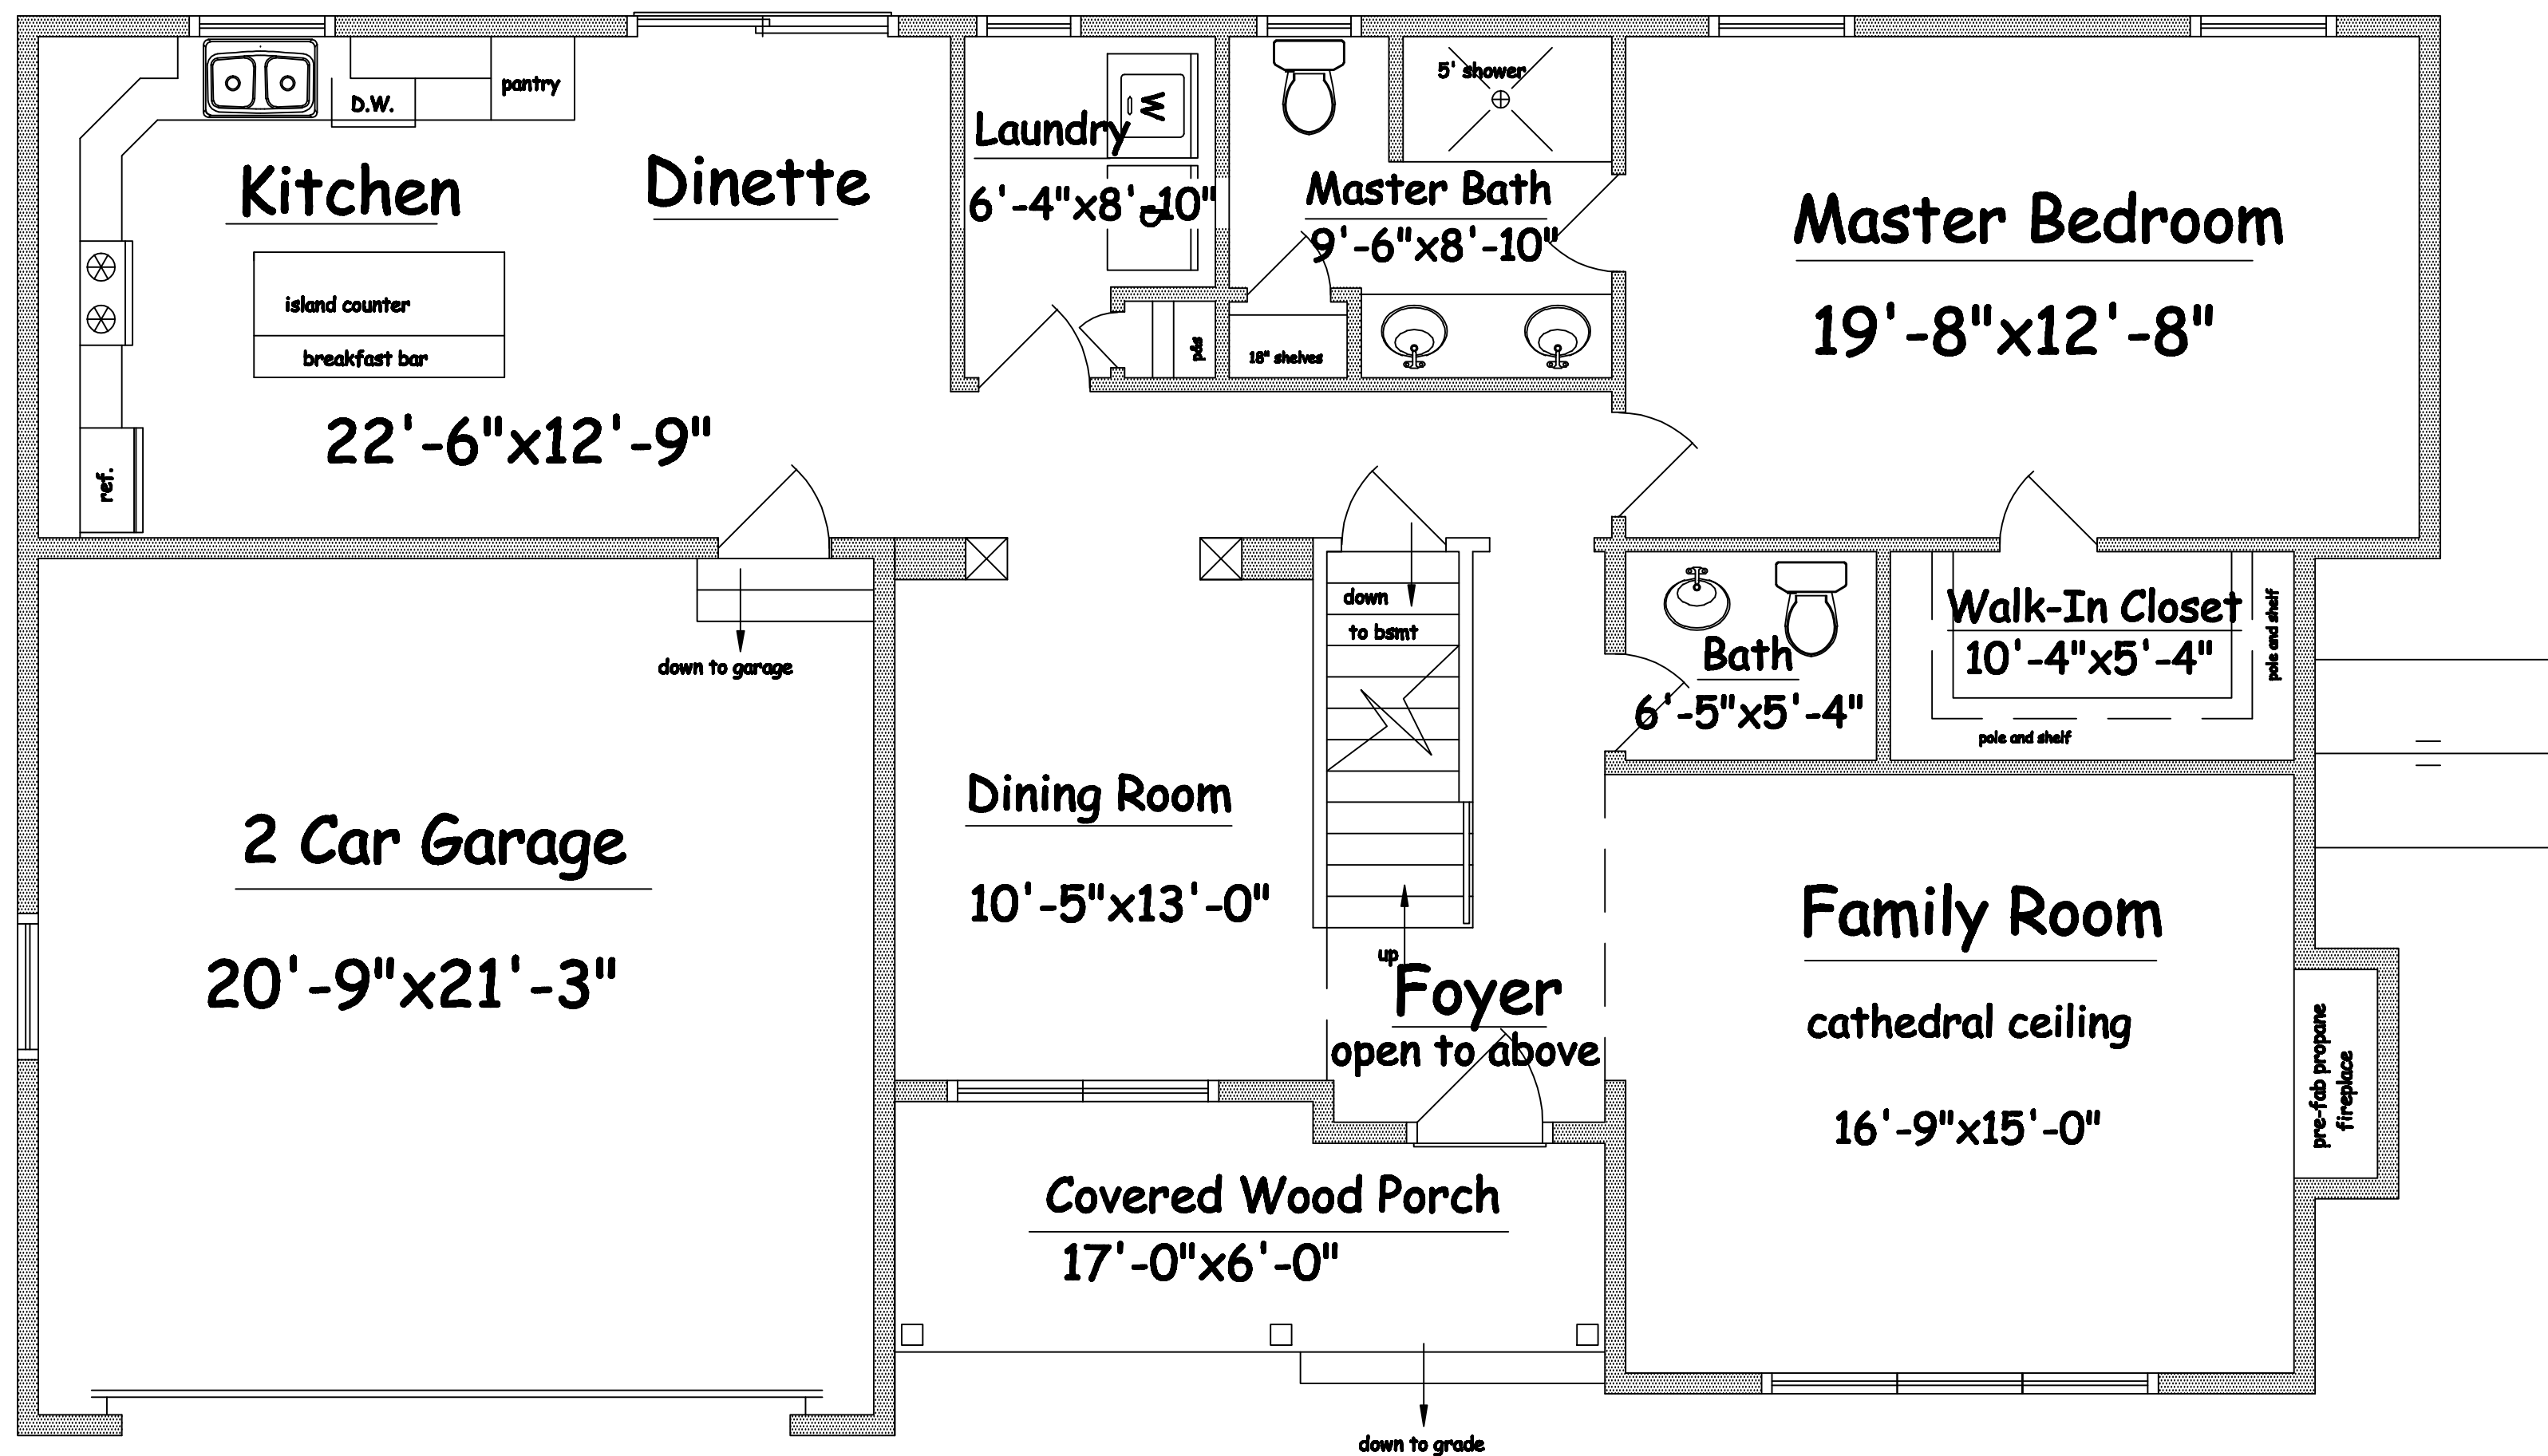 5' shower
pantry
D.W.
W
Laundry
Kitchen
Dinette
6'-4"x8'-10"
d
Master Bath
9'-6"x8'-10"
Master Bedroom
19'-8"x12'-8"
island counter
breakfast bar
p&s
18" shelves
22'-6"x12'-9"
ref.
down
to bsmt
down to garage
Walk-In Closet
10'-4"x5'-4"
pole and shelf
pole and shelf
Bath
6'-5"x5'-4"
Dining Room
10'-5"x13'-0"
2 Car Garage
20'-9"x21'-3"
up
Foyer
open to above
Family Room
cathedral ceiling
16'-9"x15'-0"
pre-fab propane
fireplace
Covered Wood Porch
17'-0"x6'-0"
down to grade